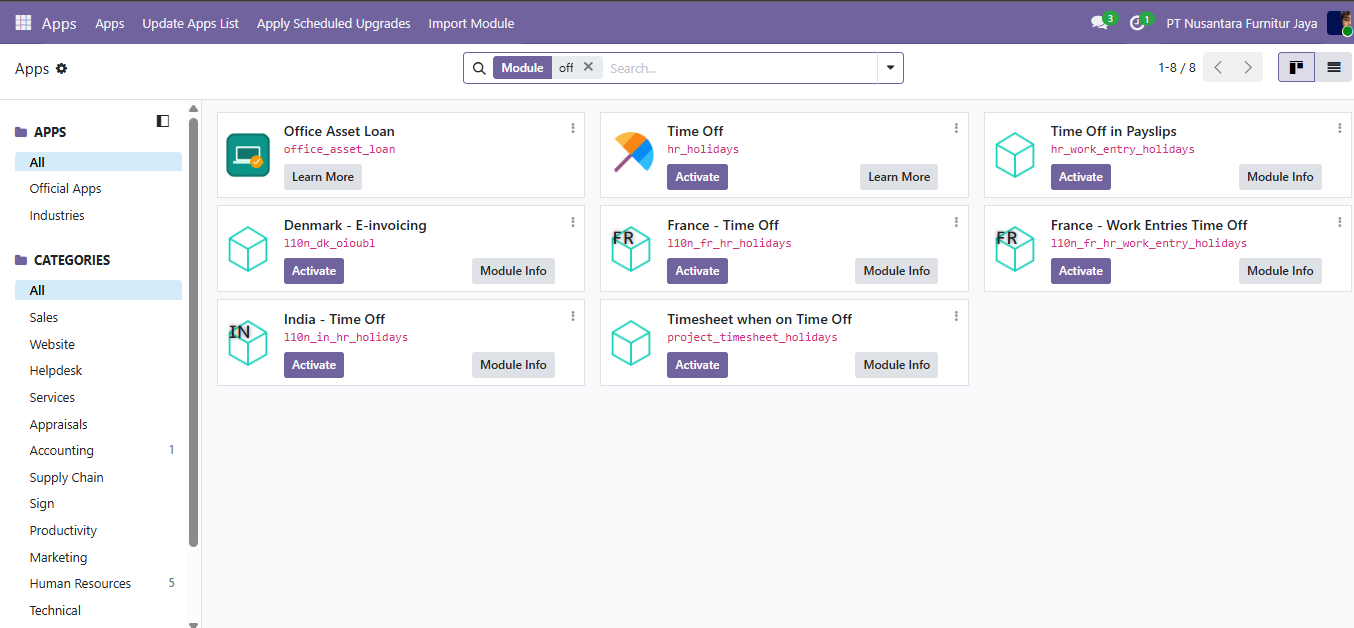 Apps Apps Update Apps List Apply Scheduled Upgrades Import Module 3 1 PT Nusantara Furnitur Jaya
Apps Module off Search... 1-8 / 8
APPS
All
Official Apps
Industries
CATEGORIES
All
Sales
Website
Helpdesk
Services
Appraisals
Accounting 1
Supply Chain
Sign
Productivity
Marketing
Human Resources 5
Technical
Office Asset Loan
office_asset_loan
Learn More
Time Off
hr_holidays
Activate Learn More
Time Off in Payslips
hr_work_entry_holidays
Activate Module Info
Denmark - E-invoicing
l10n_dk_oioubl
Activate Module Info
FR
France - Time Off
l10n_fr_hr_holidays
Activate Module Info
FR
France - Work Entries Time Off
l10n_fr_hr_work_entry_holidays
Activate Module Info
IN
India - Time Off
l10n_in_hr_holidays
Activate Module Info
Timesheet when on Time Off
project_timesheet_holidays
Activate Module Info